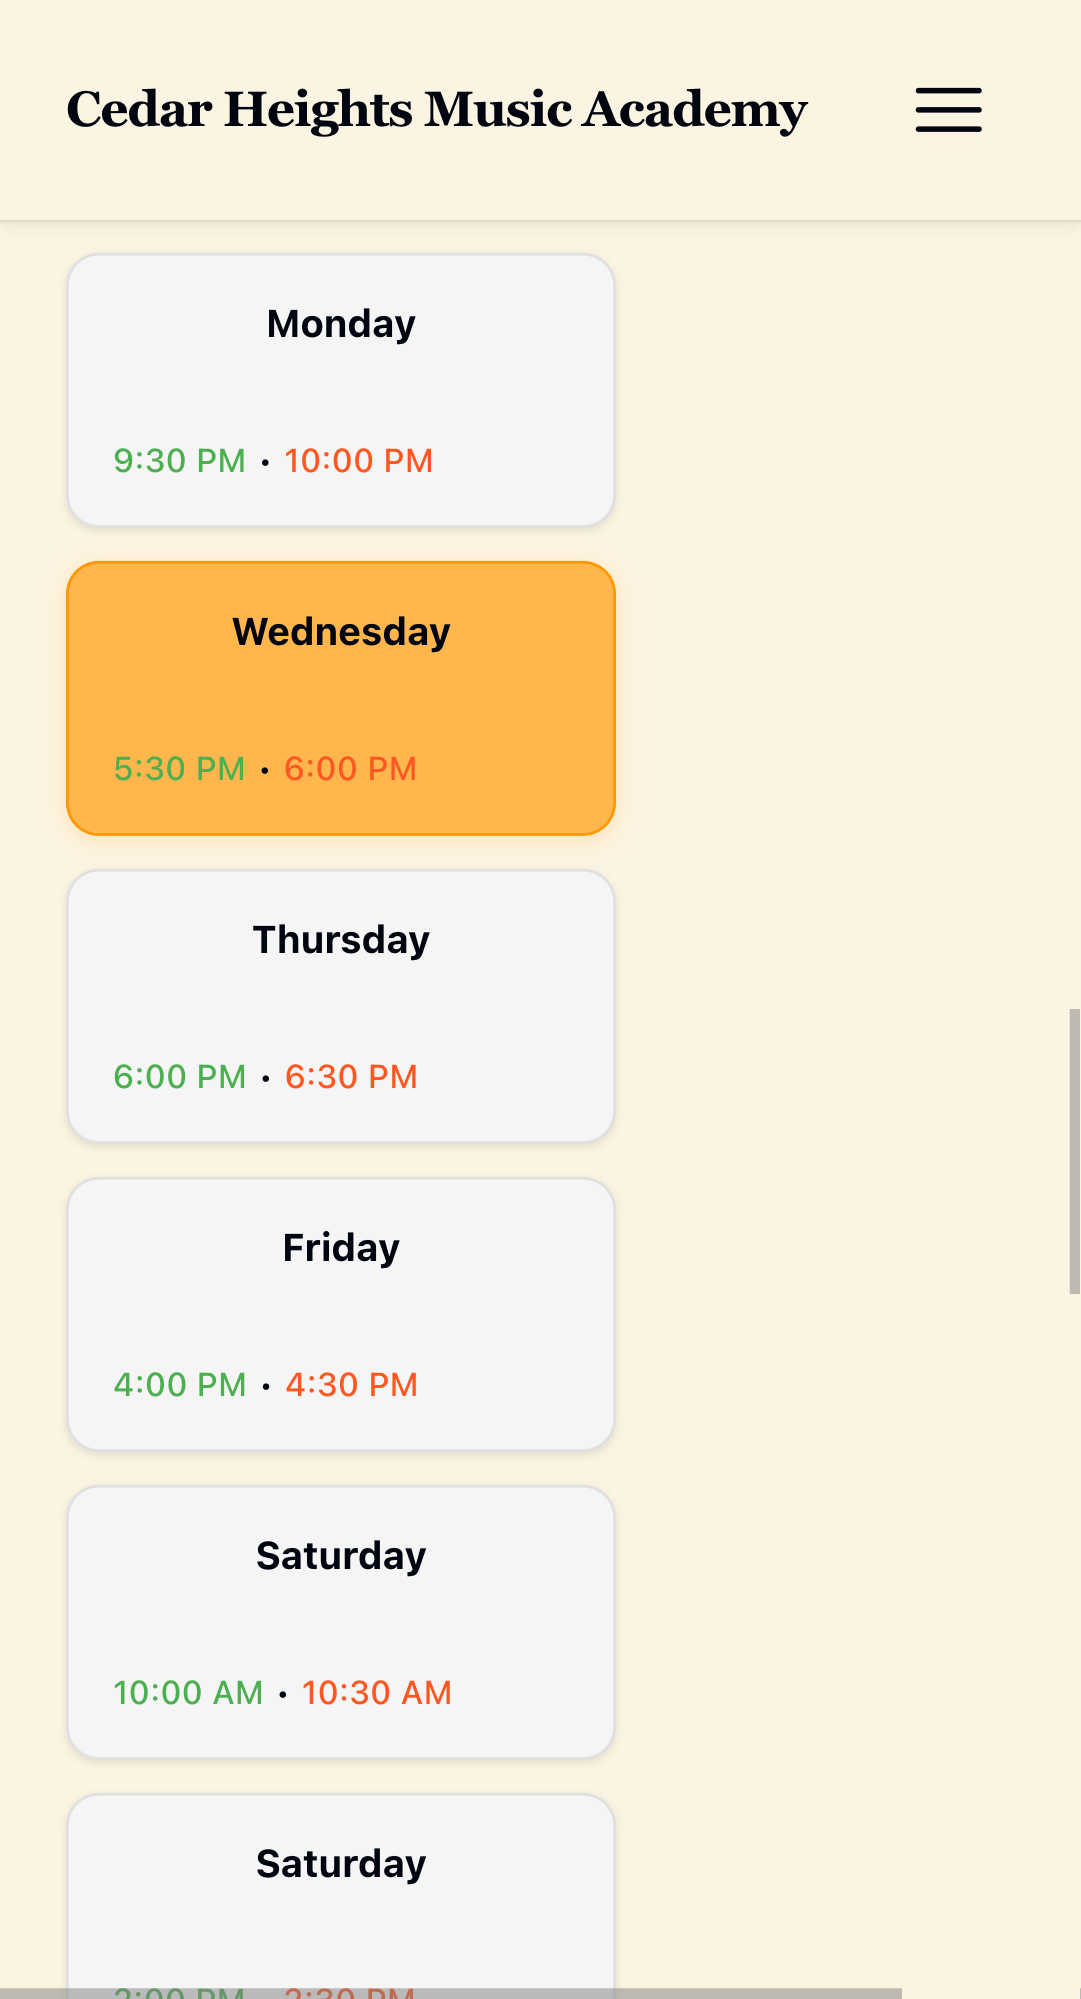 Cedar Heights Music Academy
Monday
9:30 PM • 10:00 PM
Wednesday
5:30 PM • 6:00 PM
Thursday
6:00 PM • 6:30 PM
Friday
4:00 PM • 4:30 PM
Saturday
10:00 AM • 10:30 AM
Saturday